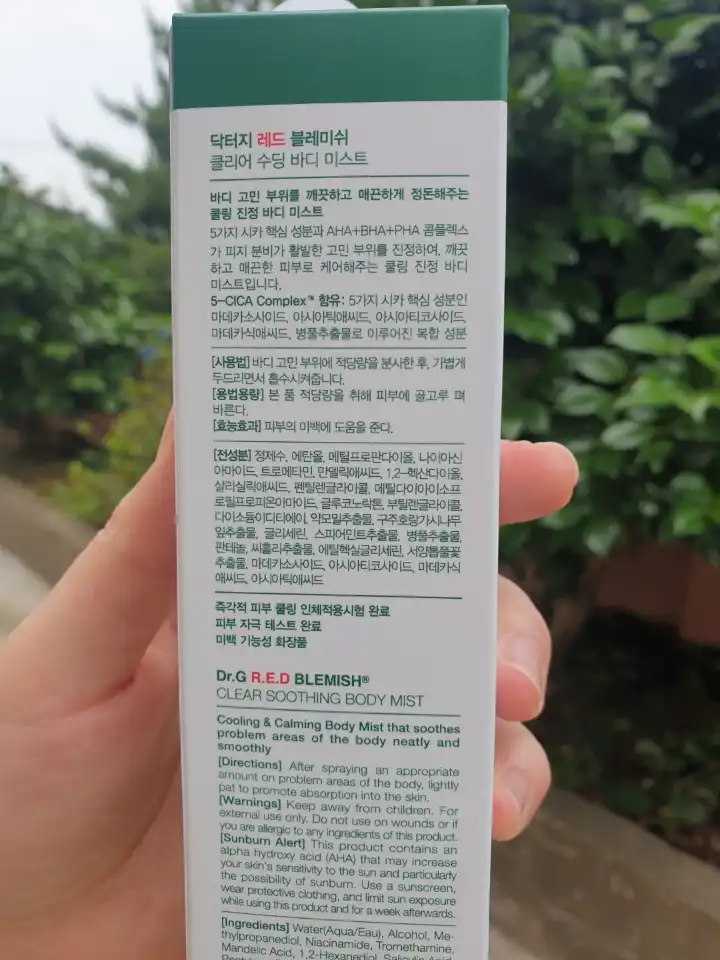 닥터지 레드 블레미쉬
클리어 수딩 바디 미스트
바디 고민 부위를 깨끗하고 매끈하게 정돈해주는
쿨링 진정 바디 미스트
5가지 시카 핵심 성분과 AHA+BHA+PHA 콤플렉스
가 피지 분비가 활발한 고민 부위를 진정하여, 깨끗
하고 매끈한 피부로 케어해주는 쿨링 진정 바디
미스트입니다.
5-CICA Complex™ 함유: 5가지 시카 핵심 성분인
마데카소사이드, 아시아틱애씨드, 아시아티코사이드,
마데카식애씨드, 병풀추출물로 이루어진 복합 성분
[사용법] 바디 고민 부위에 적당량을 분사한 후, 가볍게
두드리면서 흡수시켜줍니다.
[용법용량] 본 품 적당량을 취해 피부에 골고루 펴
바른다.
[효능효과] 피부의 미백에 도움을 준다.
[전성분] 정제수, 에탄올, 메틸프로판다이올, 나이아신
아마이드, 트로메타민, 만델릭애씨드, 1,2-헥산다이올,
살리실릭애씨드, 펜틸렌글라이콜, 메틸다이아이소프
로필프로피온아마이드, 글루코노락톤, 부틸렌글라이콜,
다이소듐이디티에이, 약모밀추출물, 구주호랑가시나무
잎추출물, 글리세린, 스피어민트추출물, 병풀추출물,
판테놀, 씨홀리추출물, 에틸헥실글리세린, 서양톱풀꽃
추출물, 마데카소사이드, 아시아티코사이드, 마데카식
애씨드, 아시아틱애씨드
즉각적 피부 쿨링 인체적용시험 완료
피부 자극 테스트 완료
미백 기능성 화장품
Dr.G R.E.D BLEMISH®
CLEAR SOOTHING BODY MIST
Cooling & Calming Body Mist that soothes
problem areas of the body neatly and
smoothly
[Directions] After spraying an appropriate
amount on problem areas of the body, lightly
pat to promote absorption into the skin.
[Warnings] Keep away from children. For
external use only. Do not use on wounds or if
you are allergic to any ingredients of this product.
[Sunburn Alert] This product contains an
alpha hydroxy acid (AHA) that may increase
your skin's sensitivity to the sun and particularly
the possibility of sunburn. Use a sunscreen,
wear protective clothing, and limit sun exposure
while using this product and for a week afterwards.
[Ingredients] Water(Aqua/Eau), Alcohol, Me-
thylpropanediol, Niacinamide, Tromethamine,
Mandelic Acid, 1,2-Hexanediol, Salicylic Acid,